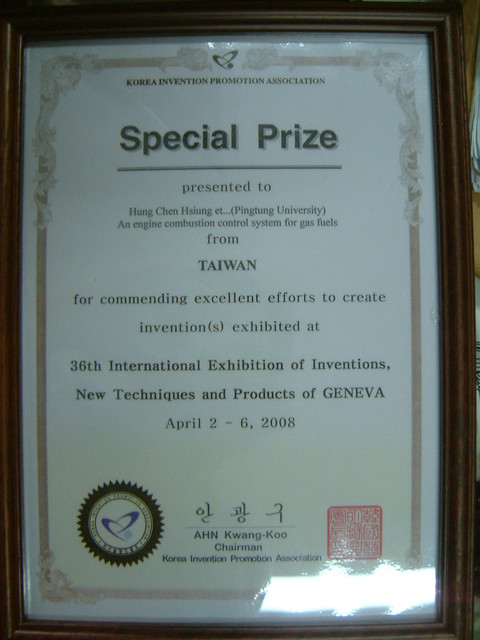 KOREA INVENTION PROMOTION ASSOCIATION
Special Prize
presented to
Hung Chen Hsiung et...(Pingtung University)
An engine combustion control system for gas fuels
from
TAIWAN
for commending excellent efforts to create
invention(s) exhibited at
36th International Exhibition of Inventions,
New Techniques and Products of GENEVA
April 2 - 6, 2008
안 광 구
AHN Kwang-Koo
Chairman
Korea Invention Promotion Association